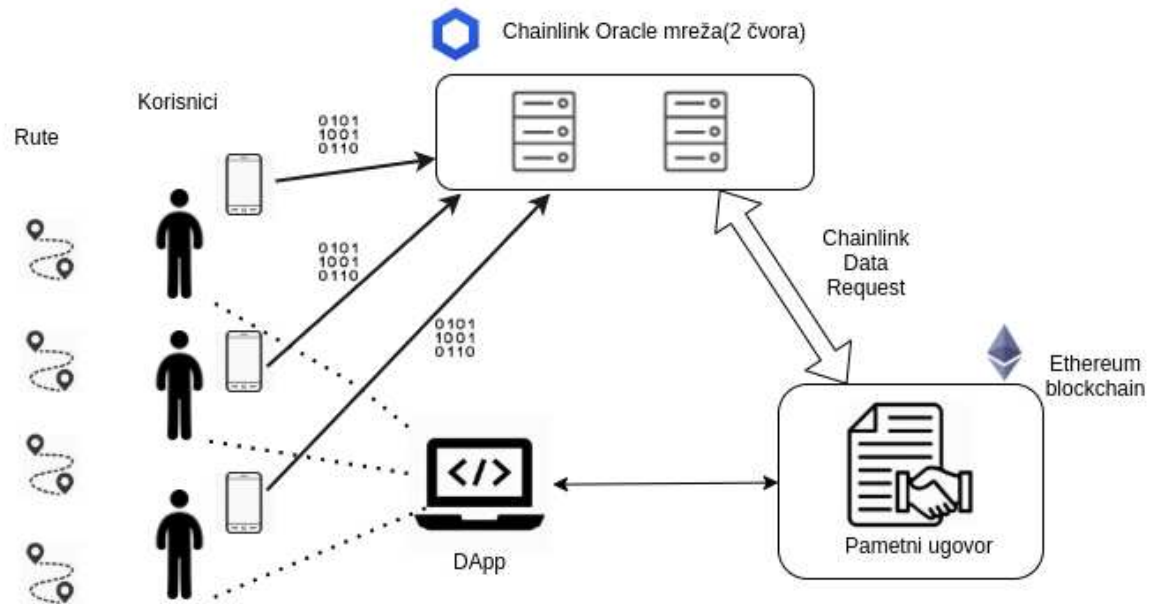 Chainlink Oracle mreža(2 čvora)
Korisnici
Rute
0101
1001
0110
0101
1001
0110
0101
1001
0110
Chainlink
Data
Request
Ethereum
blockchain
</>
DApp
Pametni ugovor